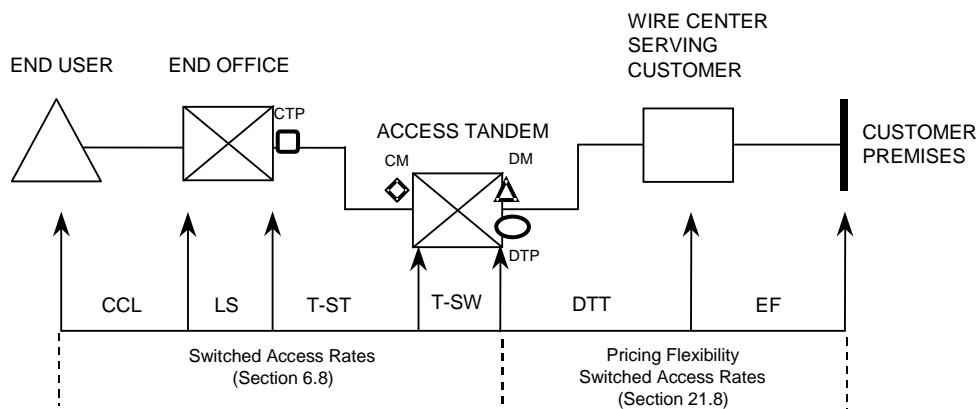 WIRE CENTER
SERVING
CUSTOMER
END USER
END OFFICE
CTP
ACCESS TANDEM
CM
DM
CUSTOMER
PREMISES
DTP
CCL
LS
T-ST
T-SW
DTT
EF
Switched Access Rates
(Section 6.8)
Pricing Flexibility
Switched Access Rates
(Section 21.8)